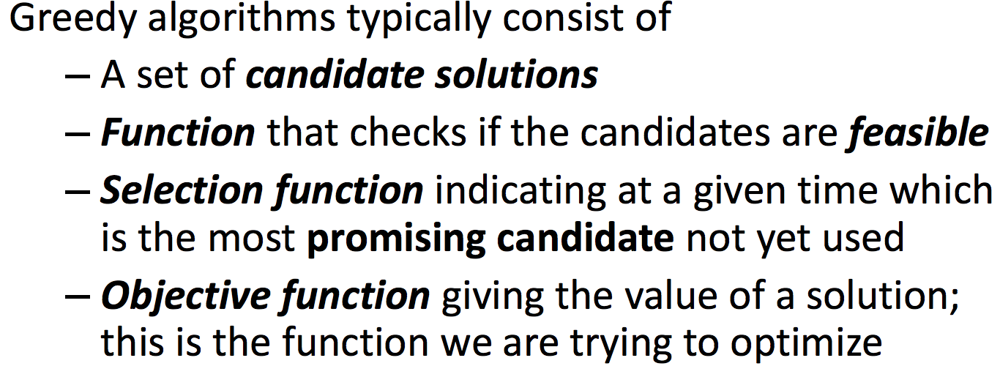 Greedy algorithms typically consist of
– A set of candidate solutions
– Function that checks if the candidates are feasible
– Selection function indicating at a given time which
is the most promising candidate not yet used
– Objective function giving the value of a solution;
this is the function we are trying to optimize